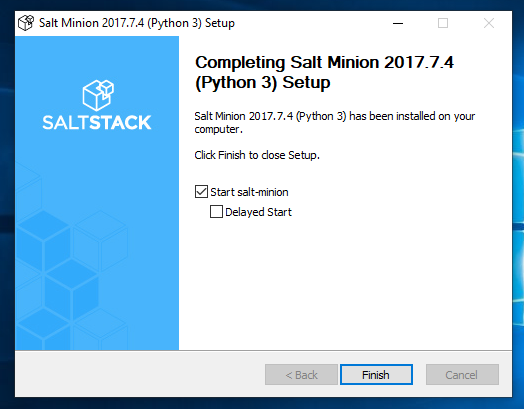 Salt Minion 2017.7.4 (Python 3) Setup
SALTSTACK
Completing Salt Minion 2017.7.4
(Python 3) Setup
Salt Minion 2017.7.4 (Python 3) has been installed on your
computer.
Click Finish to close Setup.
Start salt-minion
Delayed Start
< Back
Finish
Cancel